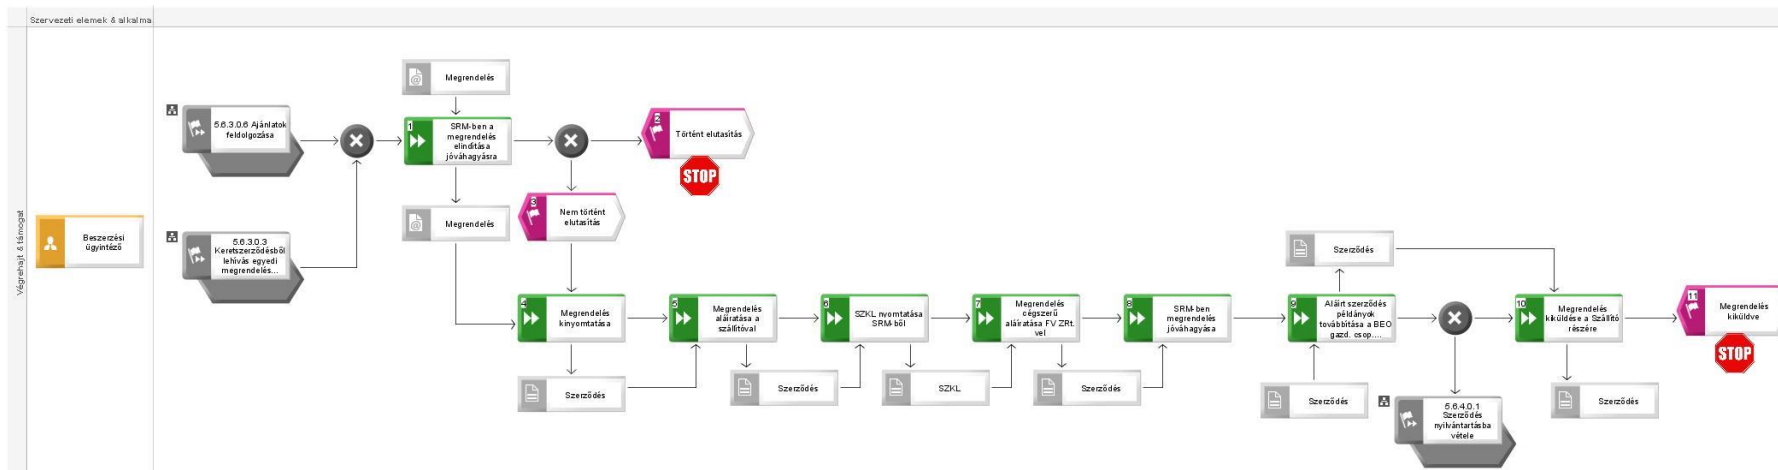 Szervezeti elemek & alkalma
Végrehajt & támogat
Beszerzési
ügyintéző
5.6.3.0.6 Ajánlatok
feldolgozása
5.6.3.0.3
Keretszerződésből
lehívás egyedi
megrendelés...
Megrendelés
1
SRM-ben a
megrendelés
elindítása
jóváhagyásra
Megrendelés
2
Történt elutasítás
STOP
3
Nem történt
elutasítás
4
Megrendelés
kinyomtatása
Szerződés
5
Megrendelés
aláíratása a
szállítóval
Szerződés
6
SZKL nyomtatása
SRM-ből
SZKL
7
Megrendelés
cégszerű
aláíratása FV ZRt.
vel
Szerződés
8
SRM-ben
megrendelés
jóváhagyása
Szerződés
9
Aláírt szerződés
példányok
továbbítása a BEO
gazd. csop....
Szerződés
5.6.4.0.1
Szerződés
nyilvántartásba
vétele
10
Megrendelés
kiküldése a Szállító
részére
Szerződés
11
Megrendelés
kiküldve
STOP